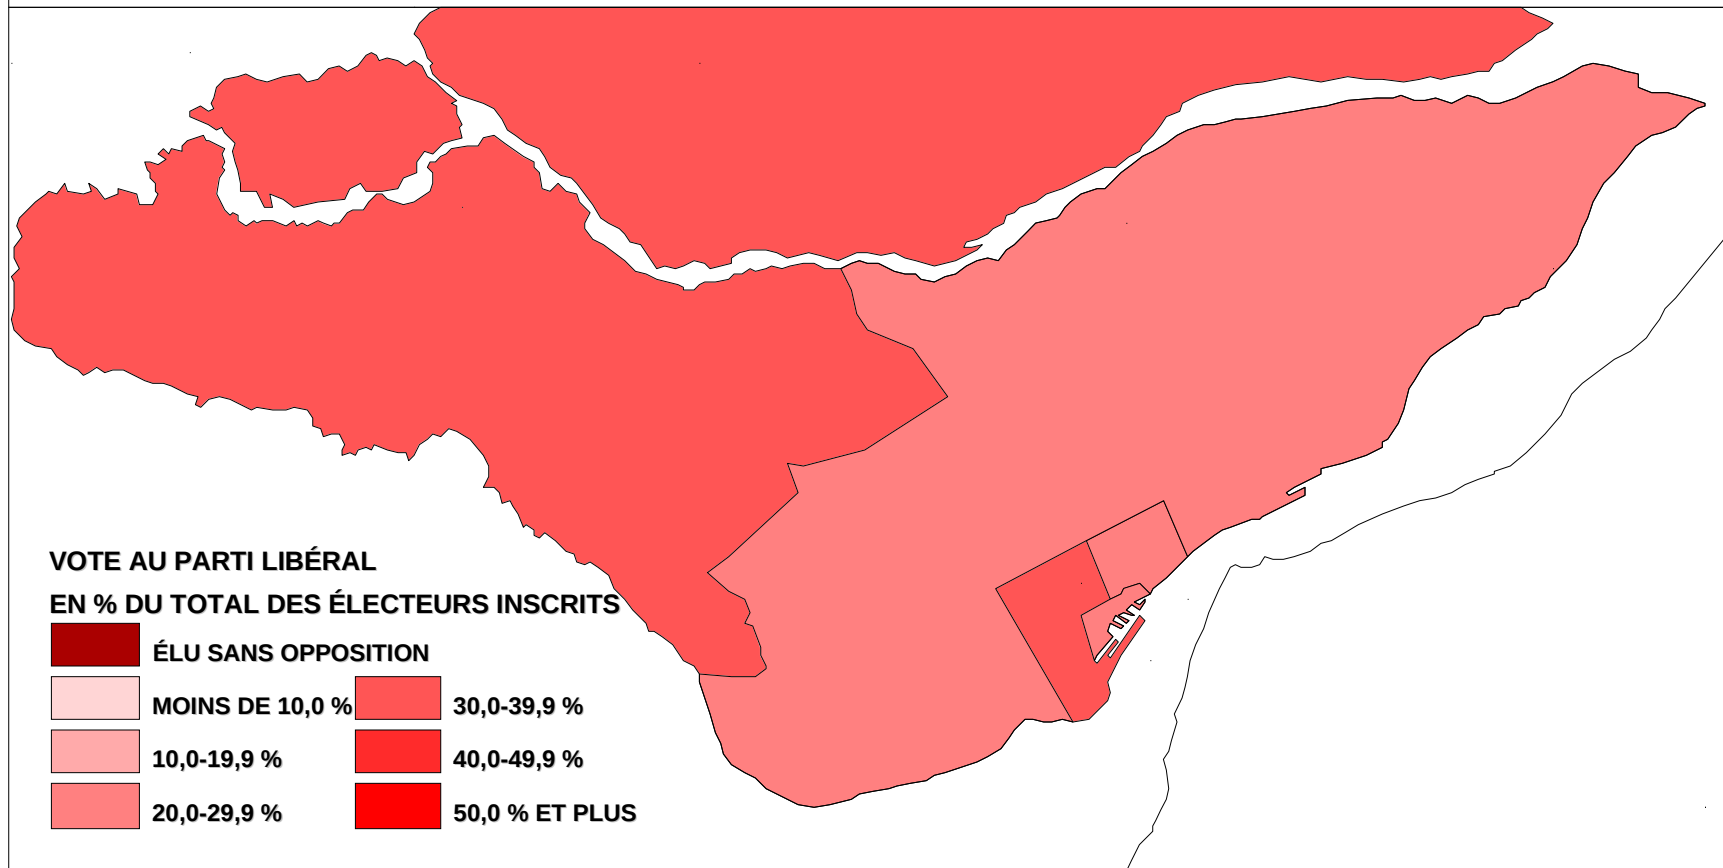 VOTE AU PARTI LIBÉRAL
EN % DU TOTAL DES ÉLECTEURS INSCRITS
ÉLU SANS OPPOSITION
MOINS DE 10,0 %
30,0-39,9 %
10,0-19,9 %
40,0-49,9 %
20,0-29,9 %
50,0 % ET PLUS